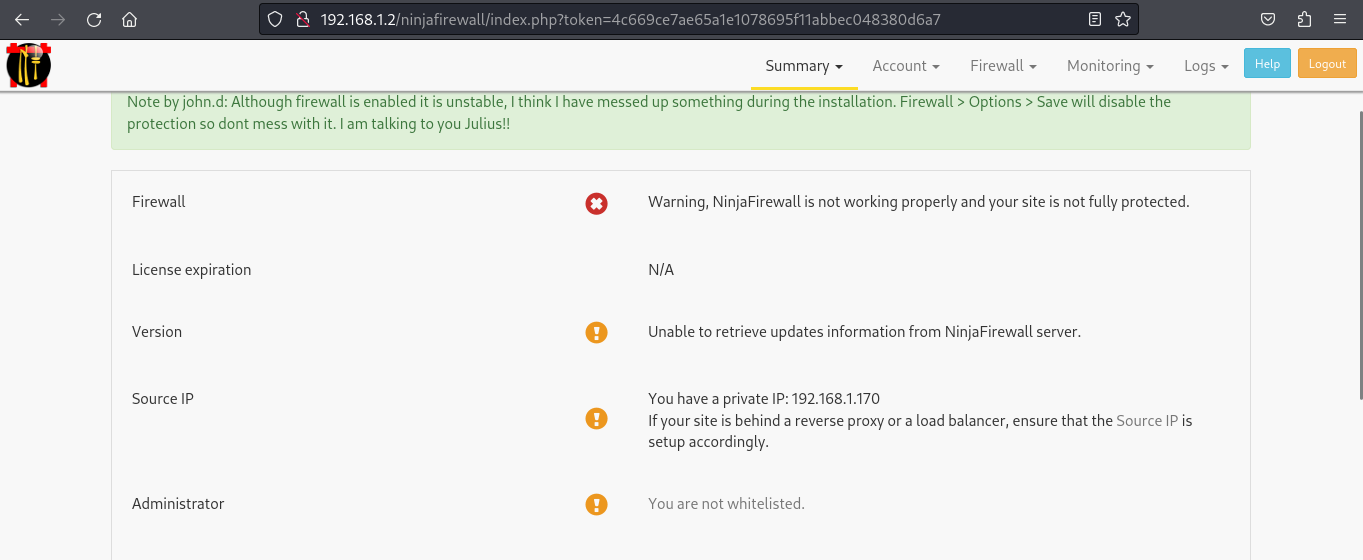 192.168.1.2/ninjafirewall/index.php?token=4c669ce7ae65a1e1078695f11abbec048380d6a7
Summary Account Firewall Monitoring Logs Help Logout
Note by john.d: Although firewall is enabled it is unstable, I think I have messed up something during the installation. Firewall > Options > Save will disable the
protection so dont mess with it. I am talking to you Julius!!
Firewall Warning, NinjaFirewall is not working properly and your site is not fully protected.
License expiration N/A
Version Unable to retrieve updates information from NinjaFirewall server.
Source IP You have a private IP: 192.168.1.170
If your site is behind a reverse proxy or a load balancer, ensure that the Source IP is
setup accordingly.
Administrator You are not whitelisted.